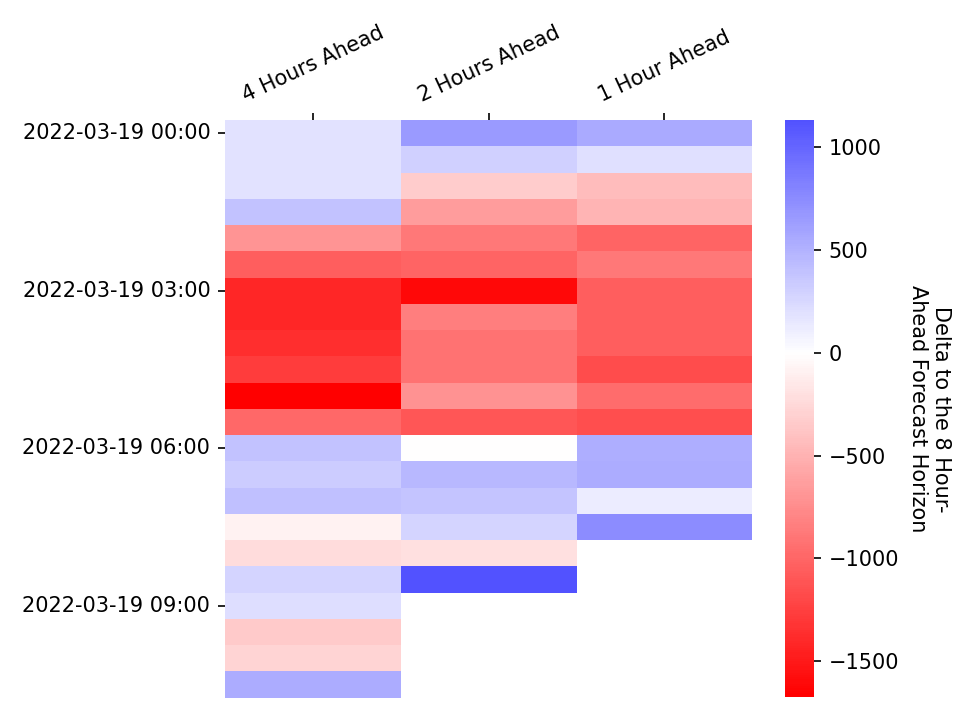 4 Hours Ahead
2 Hours Ahead
1 Hour Ahead
2022-03-19 00:00
2022-03-19 03:00
2022-03-19 06:00
2022-03-19 09:00
1000
500
0
−500
−1000
−1500
Delta to the 8 Hour-
Ahead Forecast Horizon